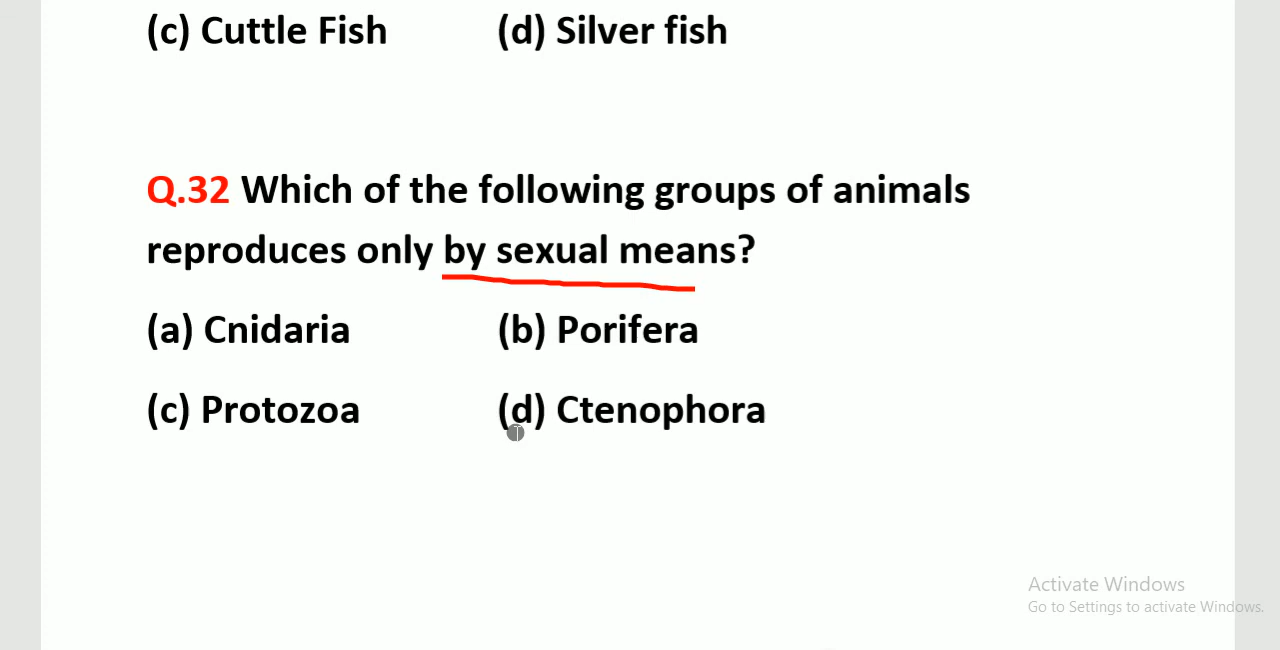 (c) Cuttle Fish (d) Silver fish
Q.32 Which of the following groups of animals
reproduces only by sexual means?
(a) Cnidaria (b) Porifera
(c) Protozoa (d) Ctenophora
Activate Windows
Go to Settings to activate Windows.